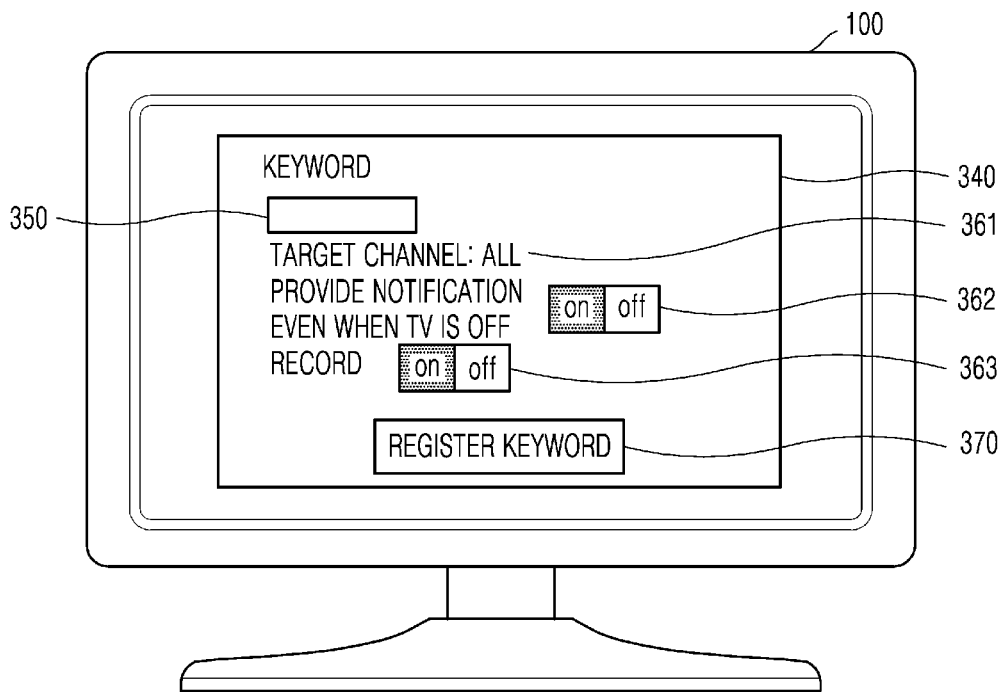 100
KEYWORD
340
350
361
TARGET CHANNEL: ALL
PROVIDE NOTIFICATION
on off
362
EVEN WHEN TV IS OFF
RECORD on off
363
REGISTER KEYWORD
370